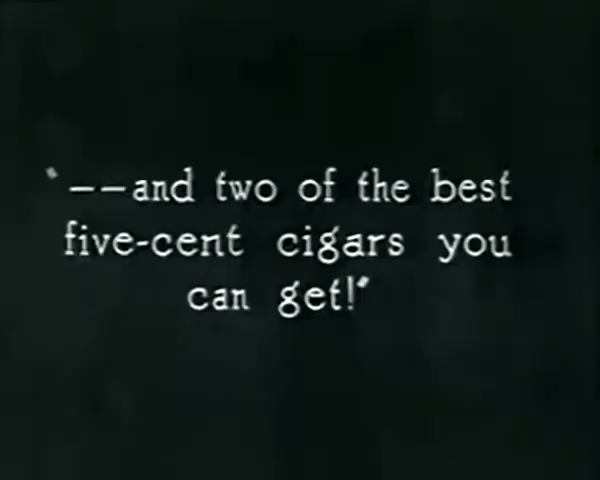 "--and two of the best
five-cent cigars you
can get!"